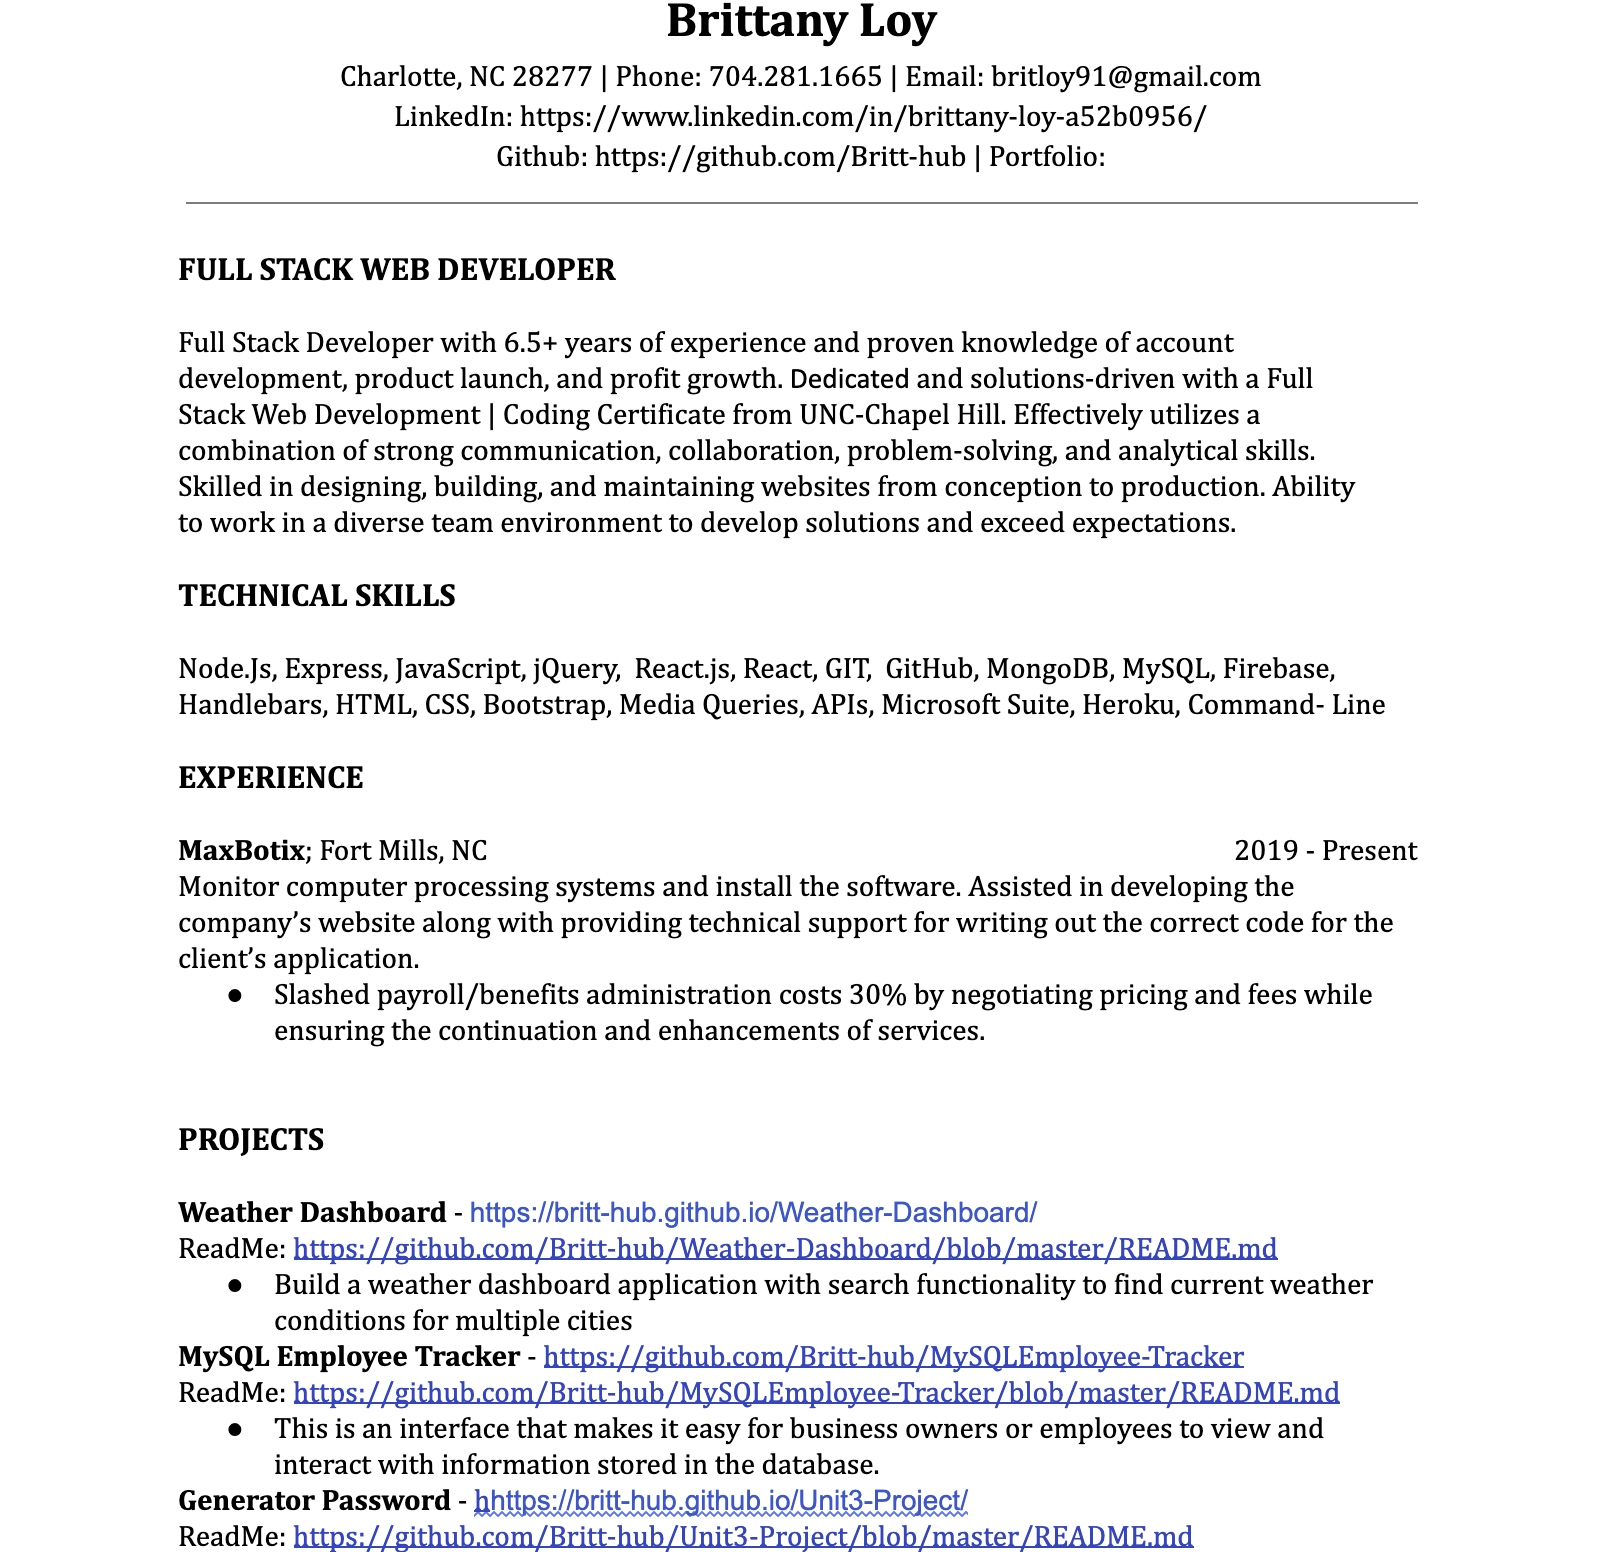 Brittany Loy
Charlotte, NC 28277 | Phone: 704.281.1665 | Email: britloy91@gmail.com
LinkedIn: https://www.linkedin.com/in/brittany-loy-a52b0956/
Github: https://github.com/Britt-hub | Portfolio:
FULL STACK WEB DEVELOPER
Full Stack Developer with 6.5+ years of experience and proven knowledge of account
development, product launch, and profit growth. Dedicated and solutions-driven with a Full
Stack Web Development | Coding Certificate from UNC-Chapel Hill. Effectively utilizes a
combination of strong communication, collaboration, problem-solving, and analytical skills.
Skilled in designing, building, and maintaining websites from conception to production. Ability
to work in a diverse team environment to develop solutions and exceed expectations.
TECHNICAL SKILLS
Node.Js, Express, JavaScript, jQuery,  React.js, React, GIT,  GitHub, MongoDB, MySQL, Firebase,
Handlebars, HTML, CSS, Bootstrap, Media Queries, APIs, Microsoft Suite, Heroku, Command- Line
EXPERIENCE
MaxBotix; Fort Mills, NC 2019 - Present
Monitor computer processing systems and install the software. Assisted in developing the
company’s website along with providing technical support for writing out the correct code for the
client’s application.
● Slashed payroll/benefits administration costs 30% by negotiating pricing and fees while
ensuring the continuation and enhancements of services.
PROJECTS
Weather Dashboard - https://britt-hub.github.io/Weather-Dashboard/
ReadMe: https://github.com/Britt-hub/Weather-Dashboard/blob/master/README.md
● Build a weather dashboard application with search functionality to find current weather
conditions for multiple cities
MySQL Employee Tracker - https://github.com/Britt-hub/MySQLEmployee-Tracker
ReadMe: https://github.com/Britt-hub/MySQLEmployee-Tracker/blob/master/README.md
● This is an interface that makes it easy for business owners or employees to view and
interact with information stored in the database.
Generator Password - hhttps://britt-hub.github.io/Unit3-Project/
ReadMe: https://github.com/Britt-hub/Unit3-Project/blob/master/README.md